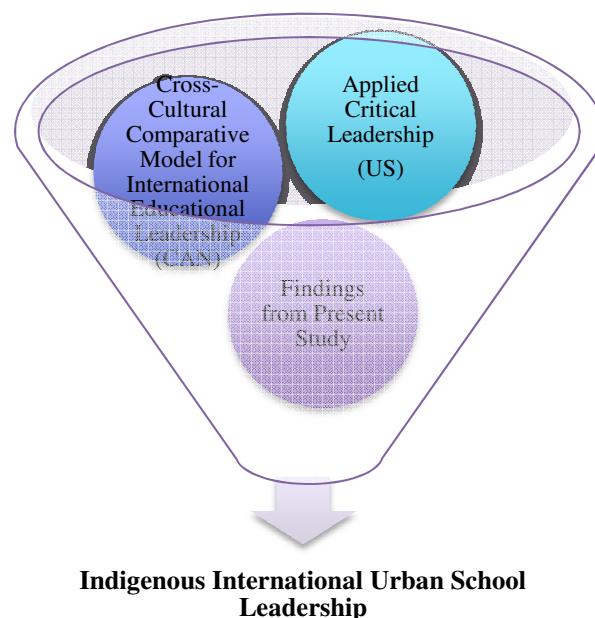 Cross-
Cultural
Comparative
Model for
International
Educational
Leadership
(CAN)
Applied
Critical
Leadership
(US)
Findings
from Present
Study
Indigenous International Urban School
Leadership